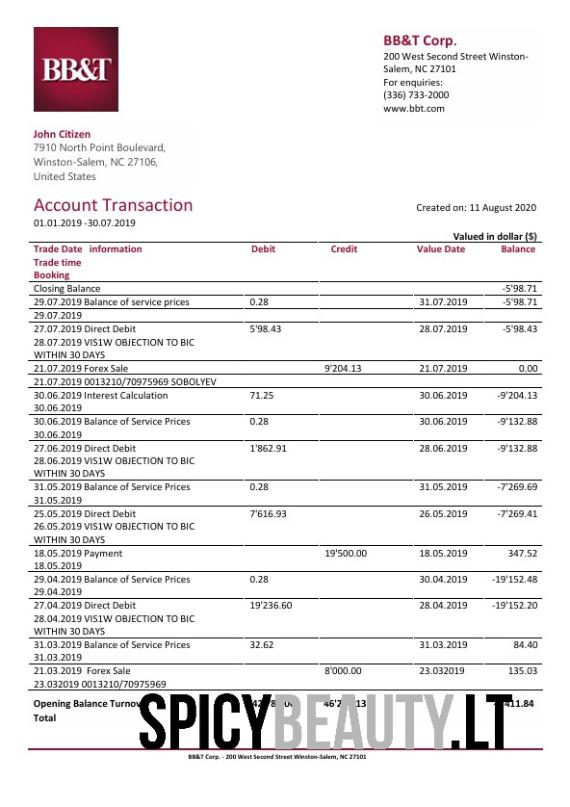 BB&T
BB&T Corp.
200 West Second Street Winston-
Salem, NC 27101
For enquiries:
(336) 733-2000
www.bbt.com
John Citizen
7910 North Point Boulevard,
Winston-Salem, NC 27106,
United States
Account Transaction
Created on: 11 August 2020
01.01.2019 -30.07.2019
Valued in dollar ($)
Trade Date information Debit Credit Value Date Balance
Trade time
Booking
Closing Balance -5'98.71
29.07.2019 Balance of service prices 0.28 31.07.2019 -5'98.71
29.07.2019
27.07.2019 Direct Debit 5'98.43 28.07.2019 -5'98.43
28.07.2019 VIS1W OBJECTION TO BIC
WITHIN 30 DAYS
21.07.2019 Forex Sale 9'204.13 21.07.2019 0.00
21.07.2019 0013210/70975969 SOBOLYEV
30.06.2019 Interest Calculation 71.25 30.06.2019 -9'204.13
30.06.2019
30.06.2019 Balance of Service Prices 0.28 30.06.2019 -9'132.88
30.06.2019
27.06.2019 Direct Debit 1'862.91 28.06.2019 -9'132.88
28.06.2019 VIS1W OBJECTION TO BIC
WITHIN 30 DAYS
31.05.2019 Balance of Service Prices 0.28 31.05.2019 -7'269.69
31.05.2019
25.05.2019 Direct Debit 7'616.93 26.05.2019 -7'269.41
26.05.2019 VIS1W OBJECTION TO BIC
WITHIN 30 DAYS
18.05.2019 Payment 19'500.00 18.05.2019 347.52
18.05.2019
29.04.2019 Balance of Service Prices 0.28 30.04.2019 -19'152.48
29.04.2019
27.04.2019 Direct Debit 19'236.60 28.04.2019 -19'152.20
28.04.2019 VIS1W OBJECTION TO BIC
WITHIN 30 DAYS
31.03.2019 Balance of Service Prices 32.62 31.03.2019 84.40
31.03.2019
21.03.2019 Forex Sale 8'000.00 23.032019 135.03
23.032019 0013210/70975969
Opening Balance
Total
SPICYBEAUTY.LT
BB&T Corp. - 200 West Second Street Winston-Salem, NC 27101